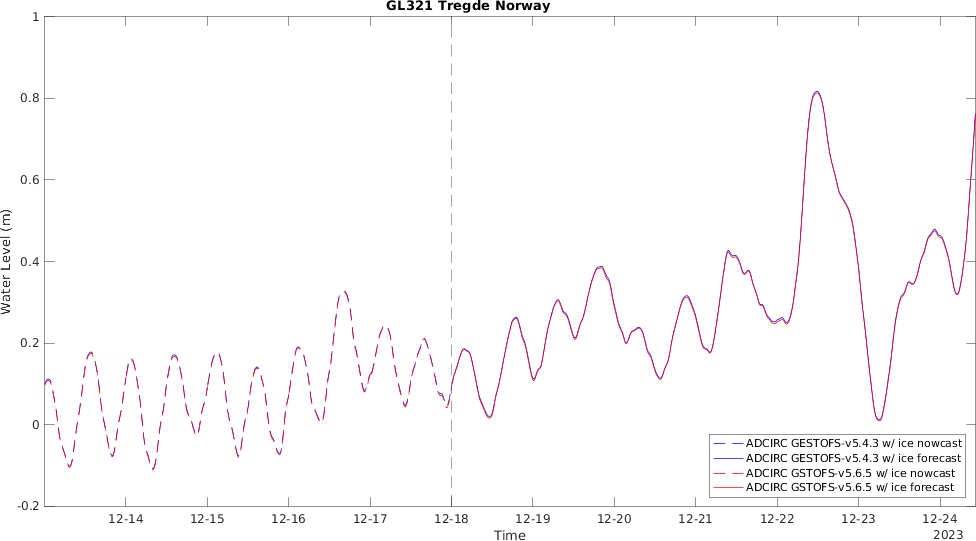 GL321 Tregde Norway
1
0.8
0.6
0.4
0.2
0
-0.2
Water Level (m)
ADCIRC GESTOFS-v5.4.3 w/ ice nowcast
ADCIRC GESTOFS-v5.4.3 w/ ice forecast
ADCIRC GSTOFS-v5.6.5 w/ ice nowcast
ADCIRC GSTOFS-v5.6.5 w/ ice forecast
12-14 12-15 12-16 12-17 12-18 12-19 12-20 12-21 12-22 12-23 12-24
Time 2023